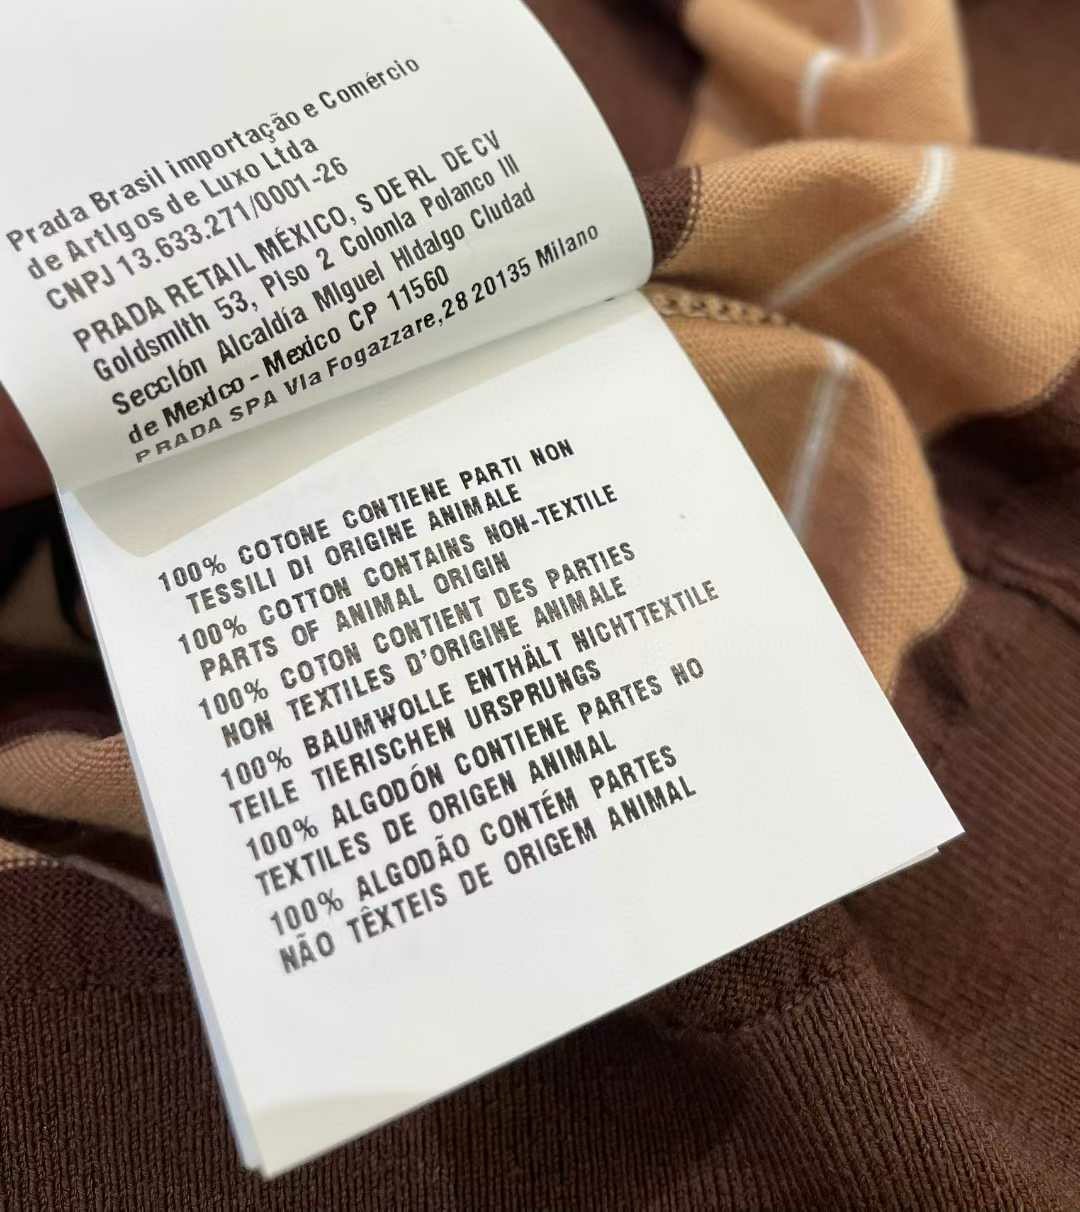 Prada Brasil importação e Comércio
de Artigos de Luxo Ltda
CNPJ 13.633.271/0001-26
PRADA RETAIL MÉXICO, S DE RL DE CV
Goldsmith 53, Piso 2 Colonia Polanco III
Sección Alcaldía Miguel Hidalgo Ciudad
de Mexico - Mexico CP 11560
PRADA SPA Via Fogazzare,28 20135 Milano
100% COTONE CONTIENE PARTI NON
TESSILI DI ORIGINE ANIMALE
100% COTTON CONTAINS NON-TEXTILE
PARTS OF ANIMAL ORIGIN
100% COTON CONTIENT DES PARTIES
NON TEXTILES D'ORIGINE ANIMALE
100% BAUMWOLLE ENTHÄLT NICHTTEXTILE
TEILE TIERISCHEN URSPRUNGS
100% ALGODÓN CONTIENE PARTES NO
TEXTILES DE ORIGEN ANIMAL
100% ALGODÃO CONTÉM PARTES
NÃO TÊXTEIS DE ORIGEM ANIMAL